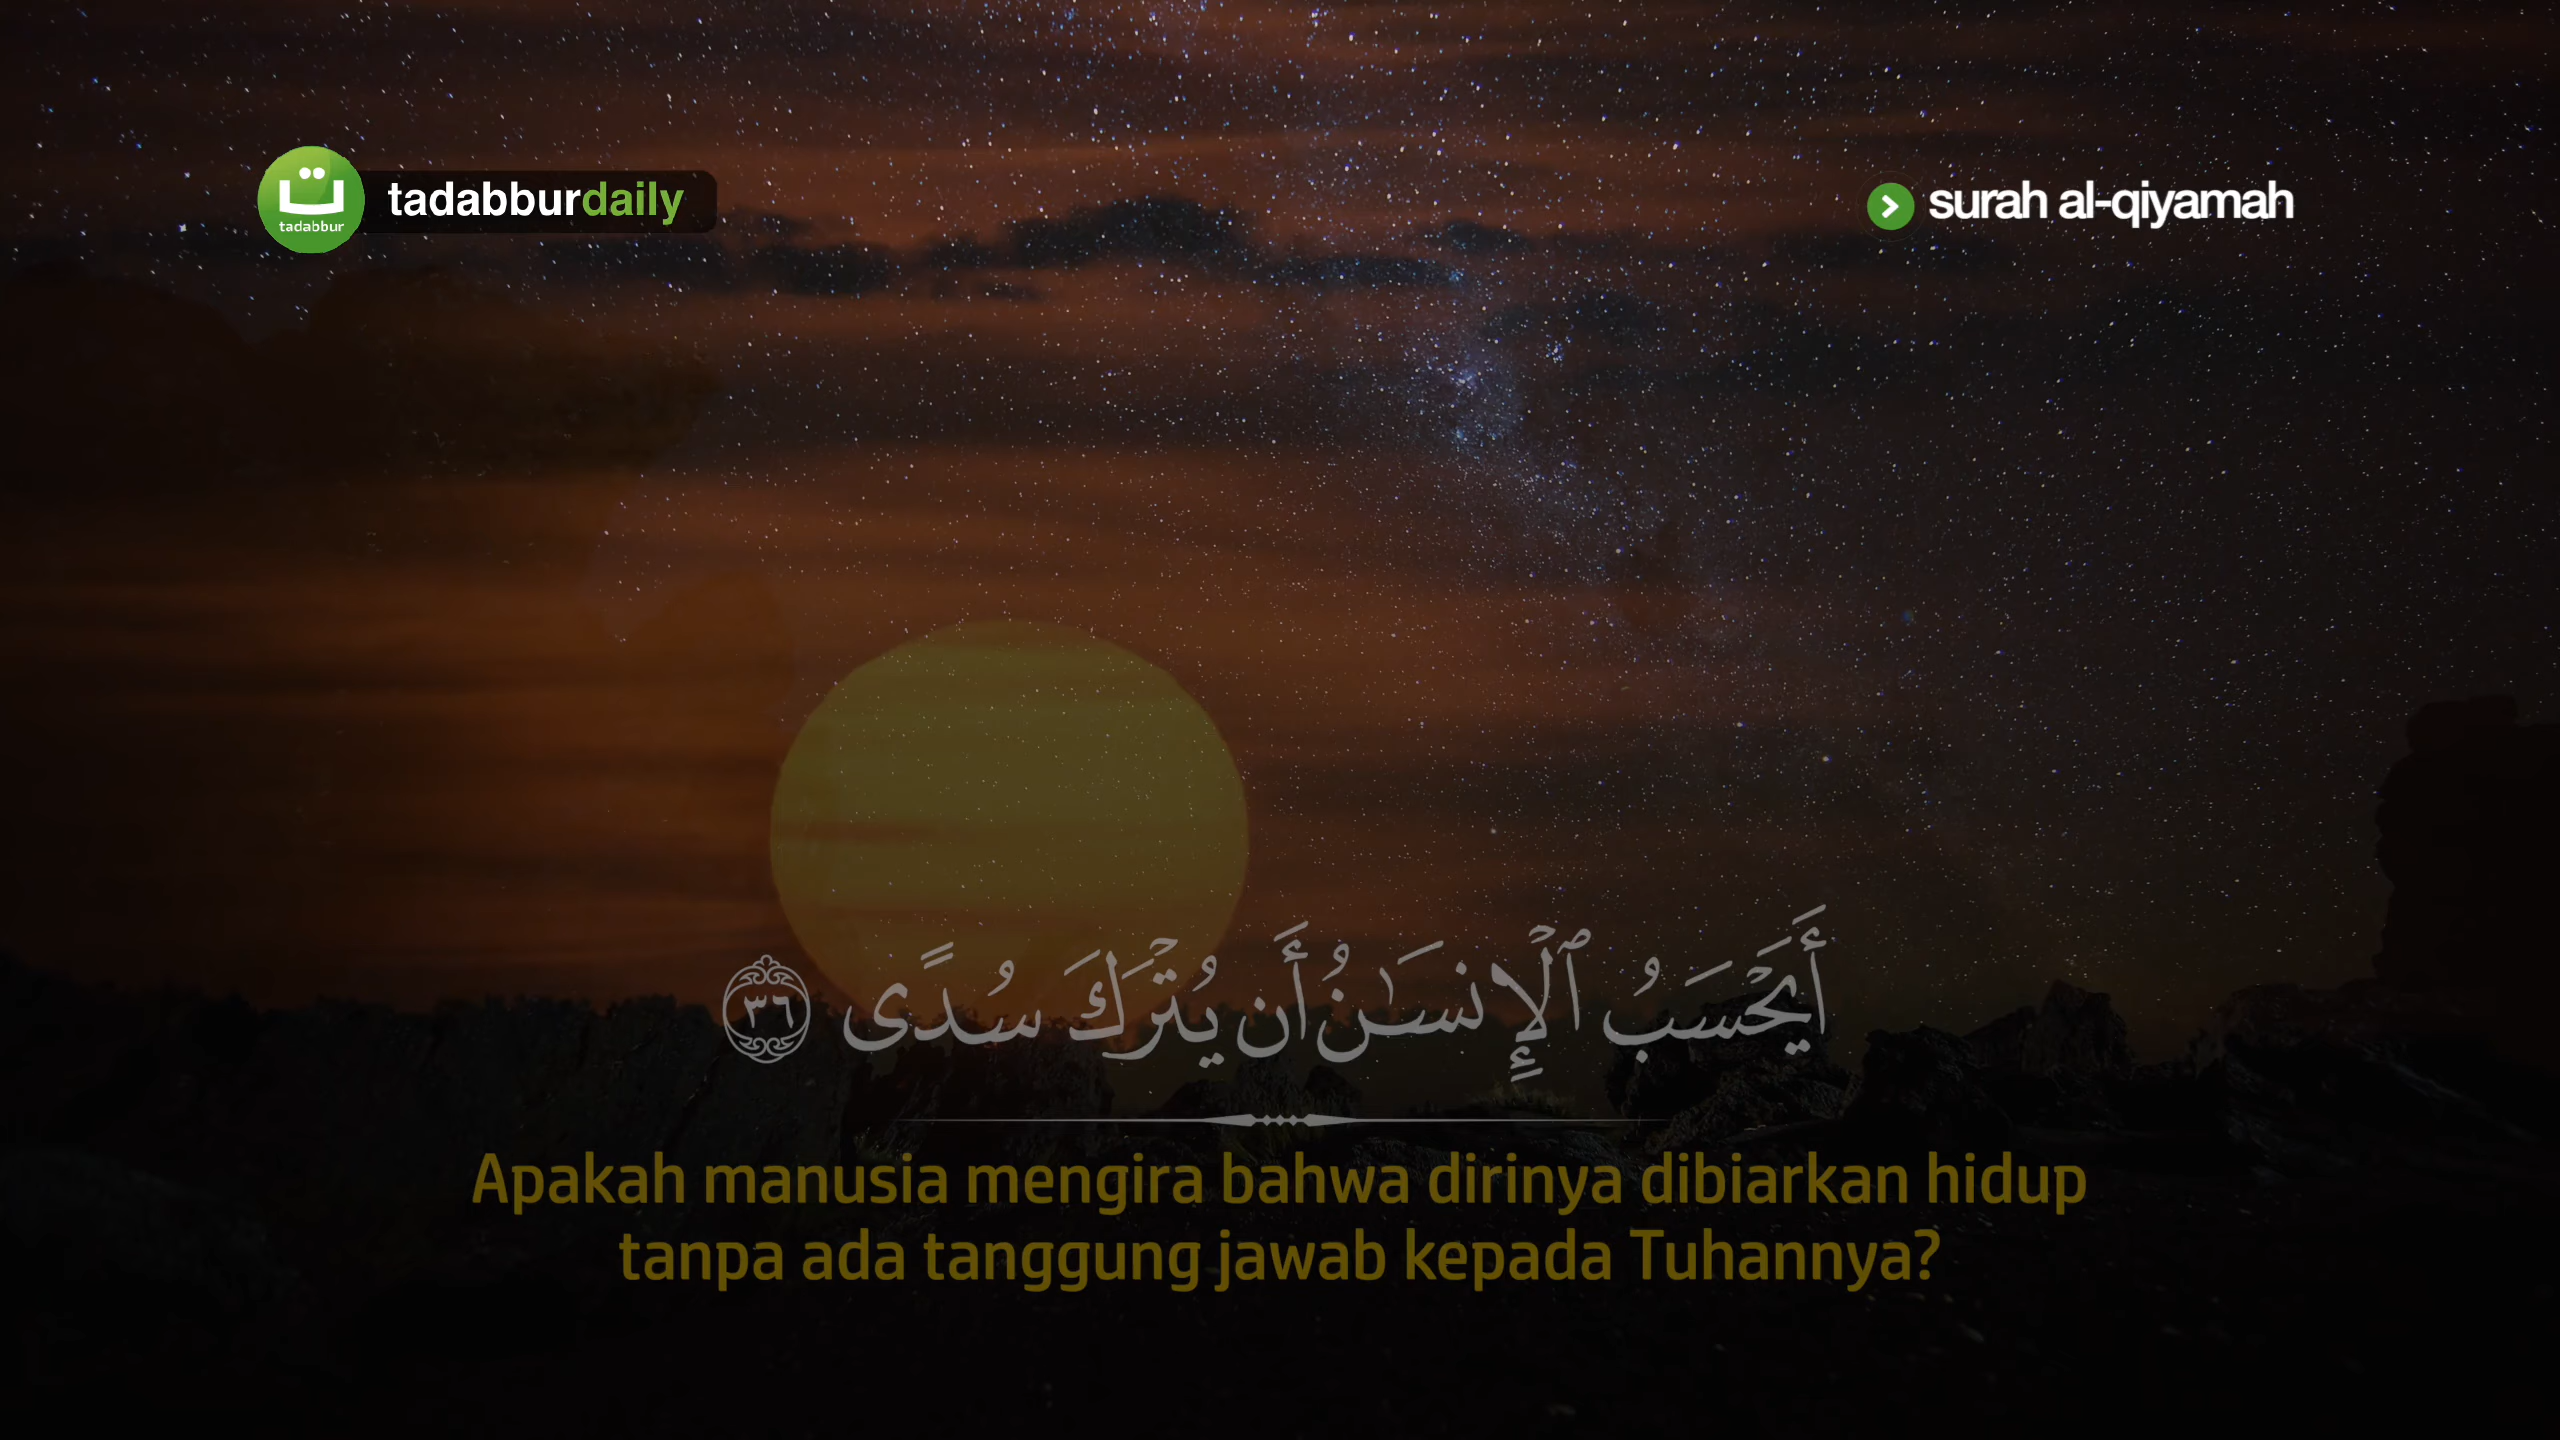 ت
tadabbur
tadabburdaily
surah al-qiyamah
أَيَحْسَبُ ٱلْإِنسَـٰنُ أَن يُتْرَكَ سُدًى ٣٦
Apakah manusia mengira bahwa dirinya dibiarkan hidup
tanpa ada tanggung jawab kepada Tuhannya?